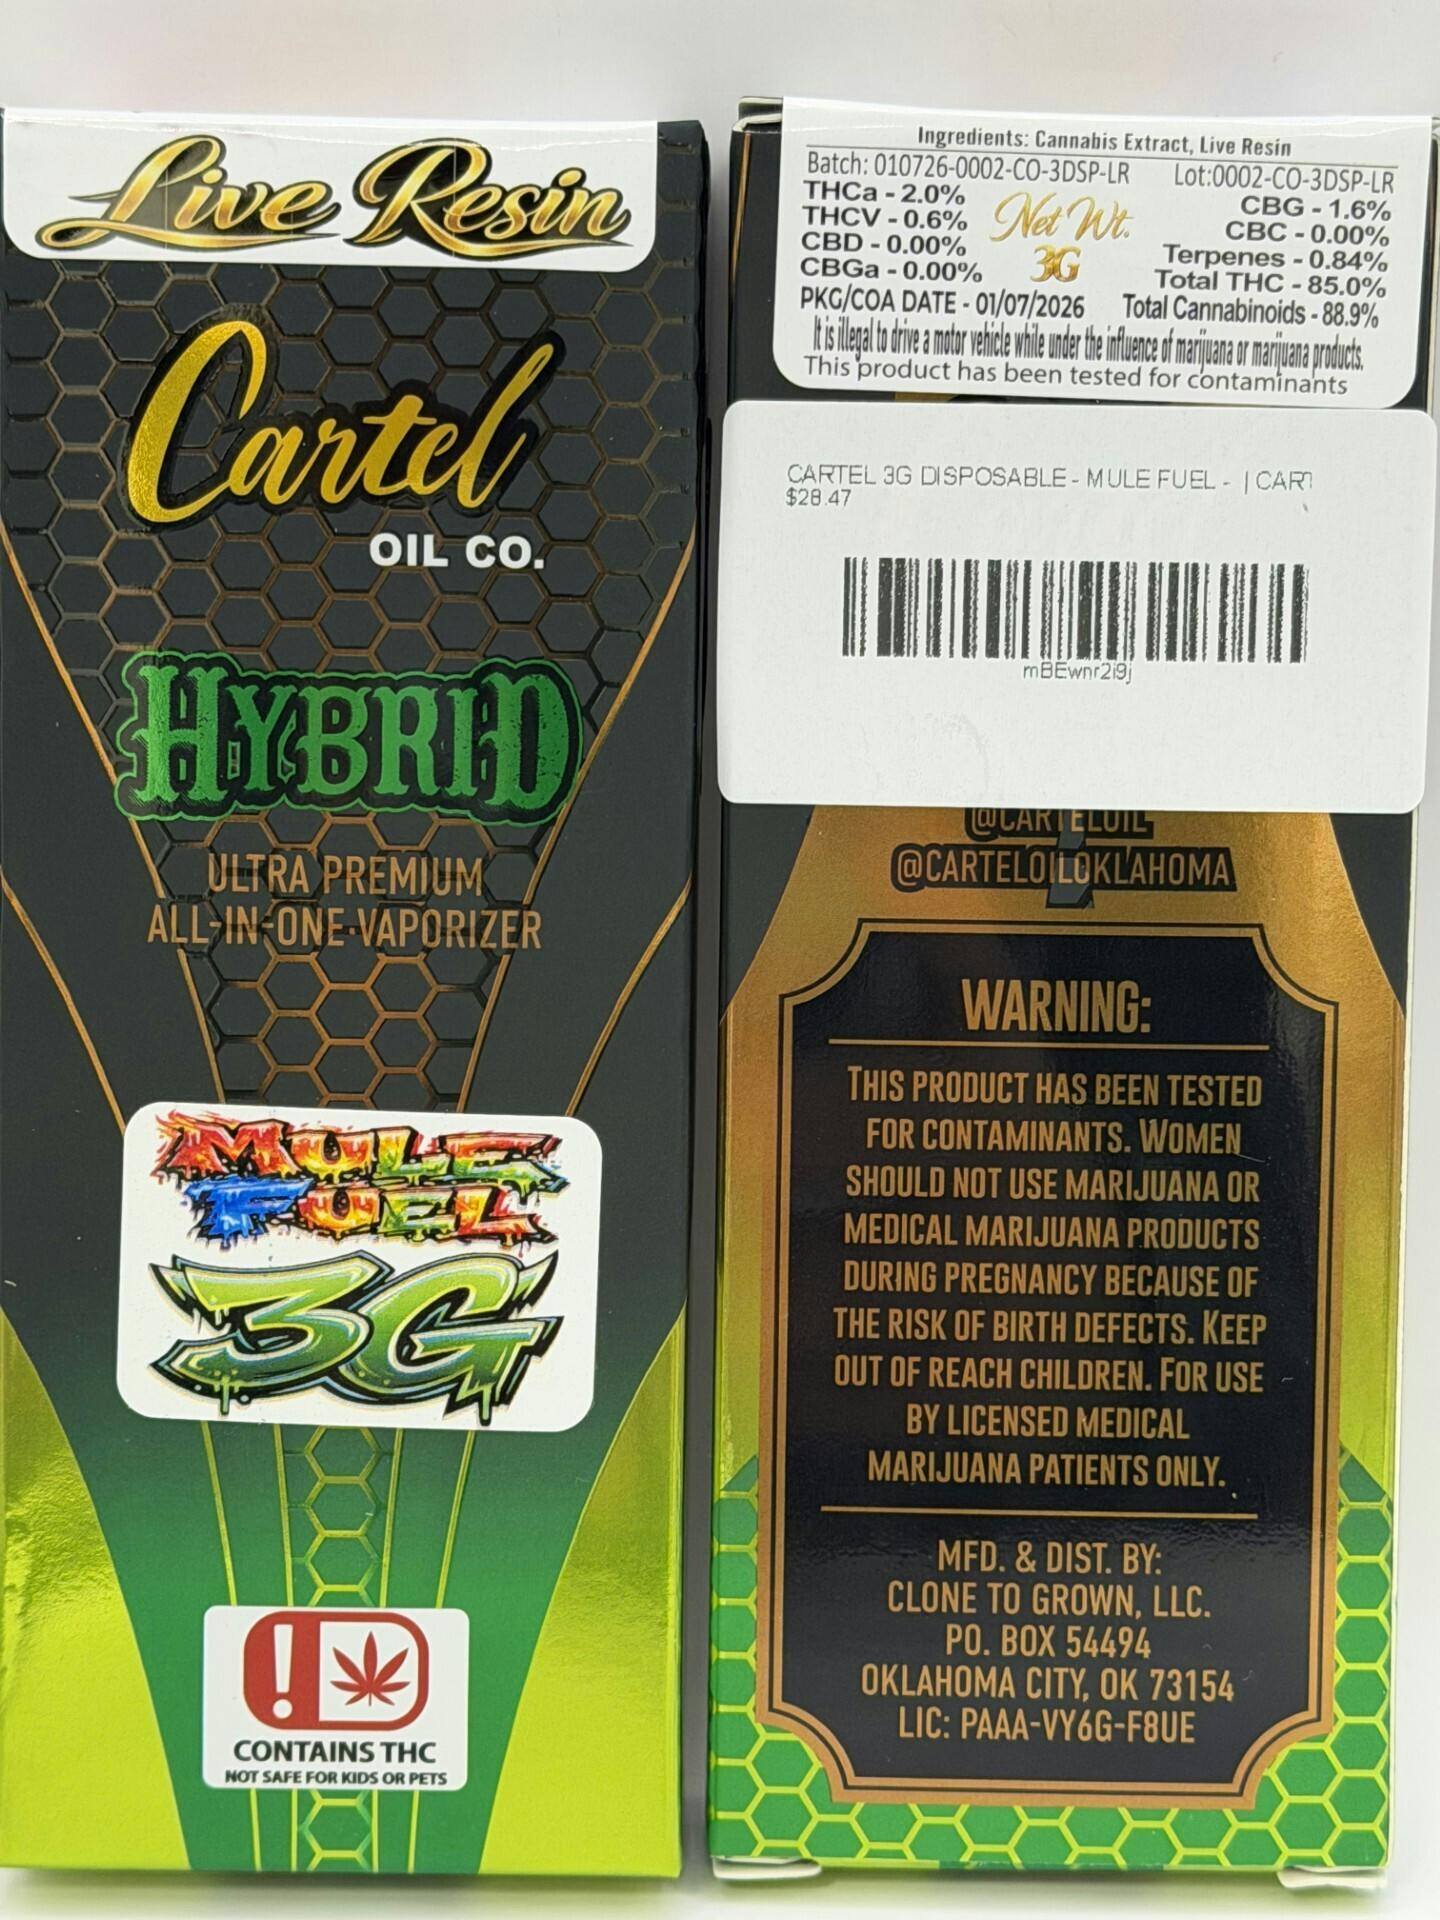 Live Resin
Cartel
OIL CO.
HYBRID
ULTRA PREMIUM
ALL-IN-ONE-VAPORIZER
MULE
FUEL
3G
!
CONTAINS THC
NOT SAFE FOR KIDS OR PETS
Ingredients: Cannabis Extract, Live Resin
Batch: 010726-0002-CO-3DSP-LR Lot:0002-CO-3DSP-LR
THCa - 2.0%
THCV - 0.6%
CBD - 0.00%
CBGa - 0.00%
Net Wt.
3G
CBG - 1.6%
CBC - 0.00%
Terpenes - 0.84%
Total THC - 85.0%
PKG/COA DATE - 01/07/2026 Total Cannabinoids - 88.9%
It is illegal to drive a motor vehicle while under the influence of marijuana or marijuana products.
This product has been tested for contaminants
CARTEL 3G DISPOSABLE - MULE FUEL - | CART
$28.47
mBEwnr2i9j
@CARTELOIL
@CARTELOILOKLAHOMA
WARNING:
THIS PRODUCT HAS BEEN TESTED
FOR CONTAMINANTS. WOMEN
SHOULD NOT USE MARIJUANA OR
MEDICAL MARIJUANA PRODUCTS
DURING PREGNANCY BECAUSE OF
THE RISK OF BIRTH DEFECTS. KEEP
OUT OF REACH CHILDREN. FOR USE
BY LICENSED MEDICAL
MARIJUANA PATIENTS ONLY.
MFD. & DIST. BY:
CLONE TO GROWN, LLC.
PO. BOX 54494
OKLAHOMA CITY, OK 73154
LIC: PAAA-VY6G-F8UE